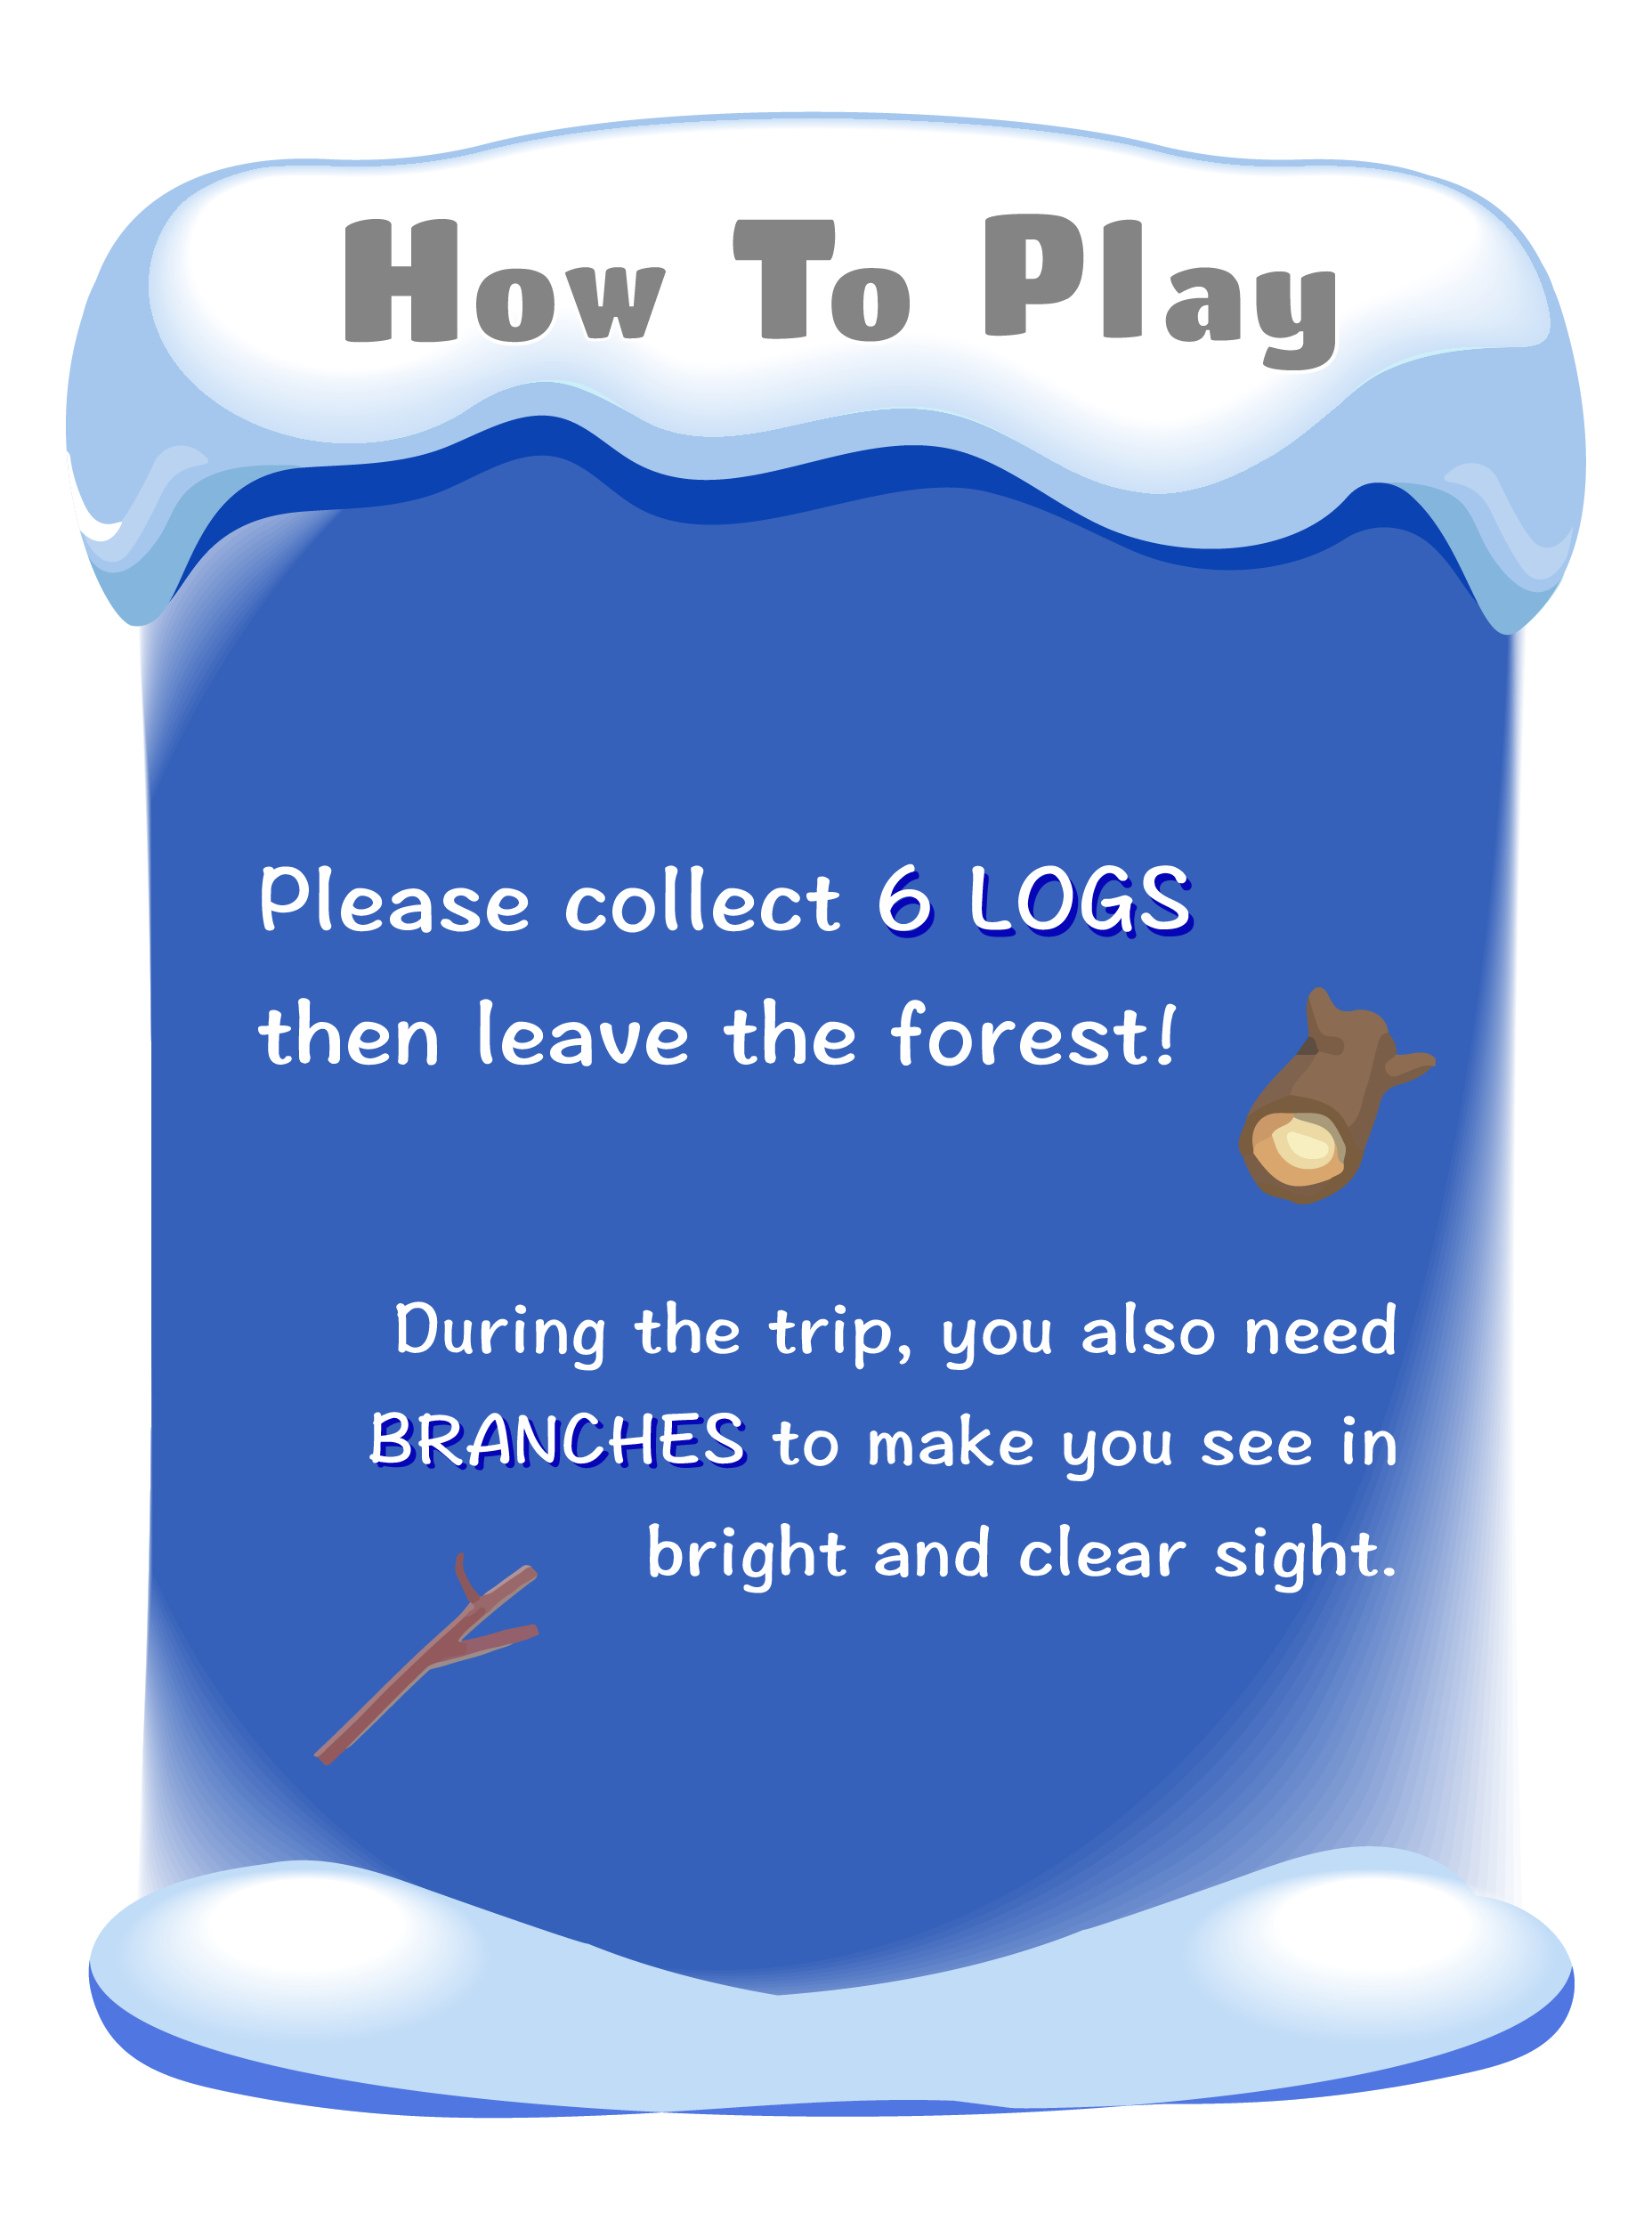 How To Play
Please collect 6 LOGS
then leave the forest!
During the trip, you also need
BRANCHES to make you see in
bright and clear sight.